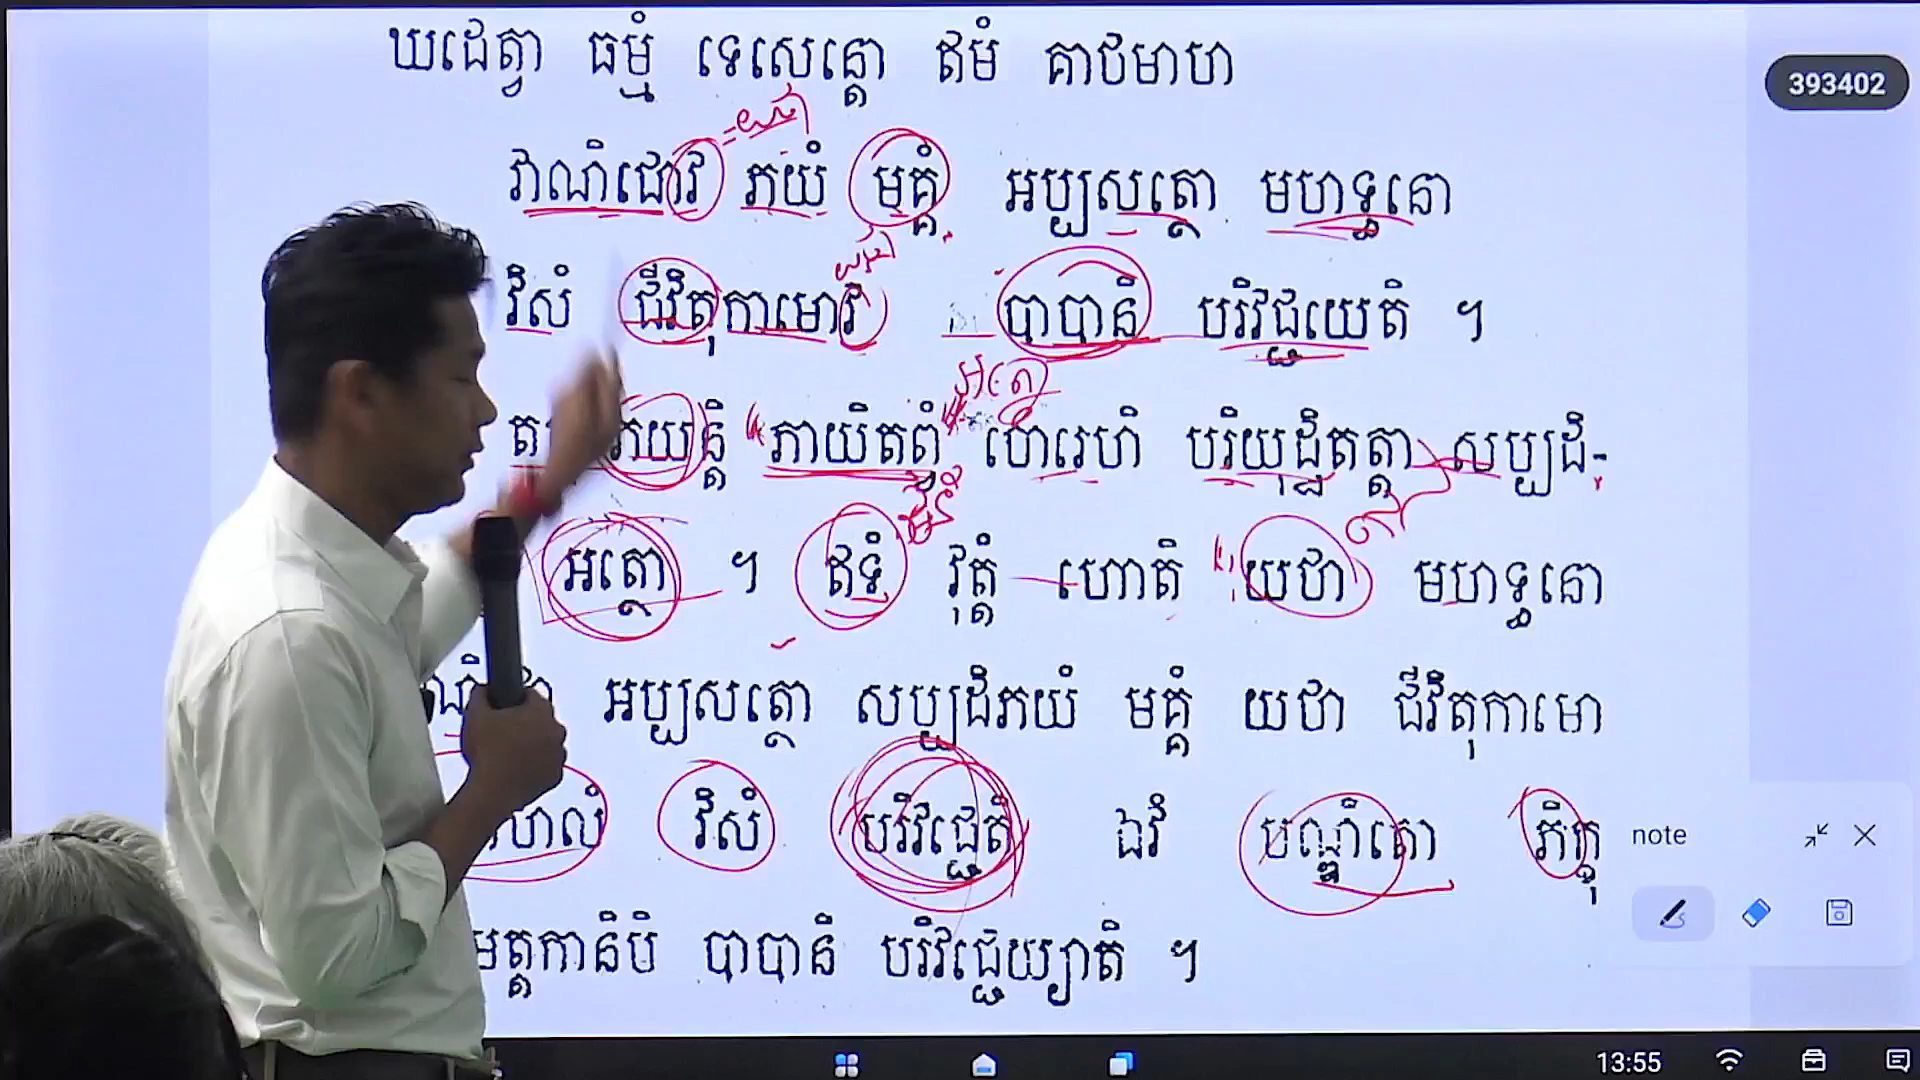 ឃដេត្វា ធម្មំ ទេសេន្តោ ឥមំ គាថមាហ
វាណិជោវ ភយំ មគ្គំ អប្បសត្ថោ មហទ្ធនោ
វិសំ ជីវិតុកាមោវ បាបានិ បរិវជ្ជយេតិ ។
ភយន្តិ ភាយិតព្វំ ចោរេហិ បរិយុដ្ឋិតត្តា សប្បដិ-
អត្ថោ ។ ឥទំ វុត្តំ ហោតិ យថា មហទ្ធនោ
អប្បសត្ថោ សប្បដិភយំ មគ្គំ យថា ជីវិតុកាមោ
ហាលំ វិសំ បរិវជ្ជេតិ ឯវំ បណ្ឌិតោ ភិក្ខុ
មត្តកានិបិ បាបានិ បរិវជ្ជេយ្យាតិ ។
393402
note
13:55